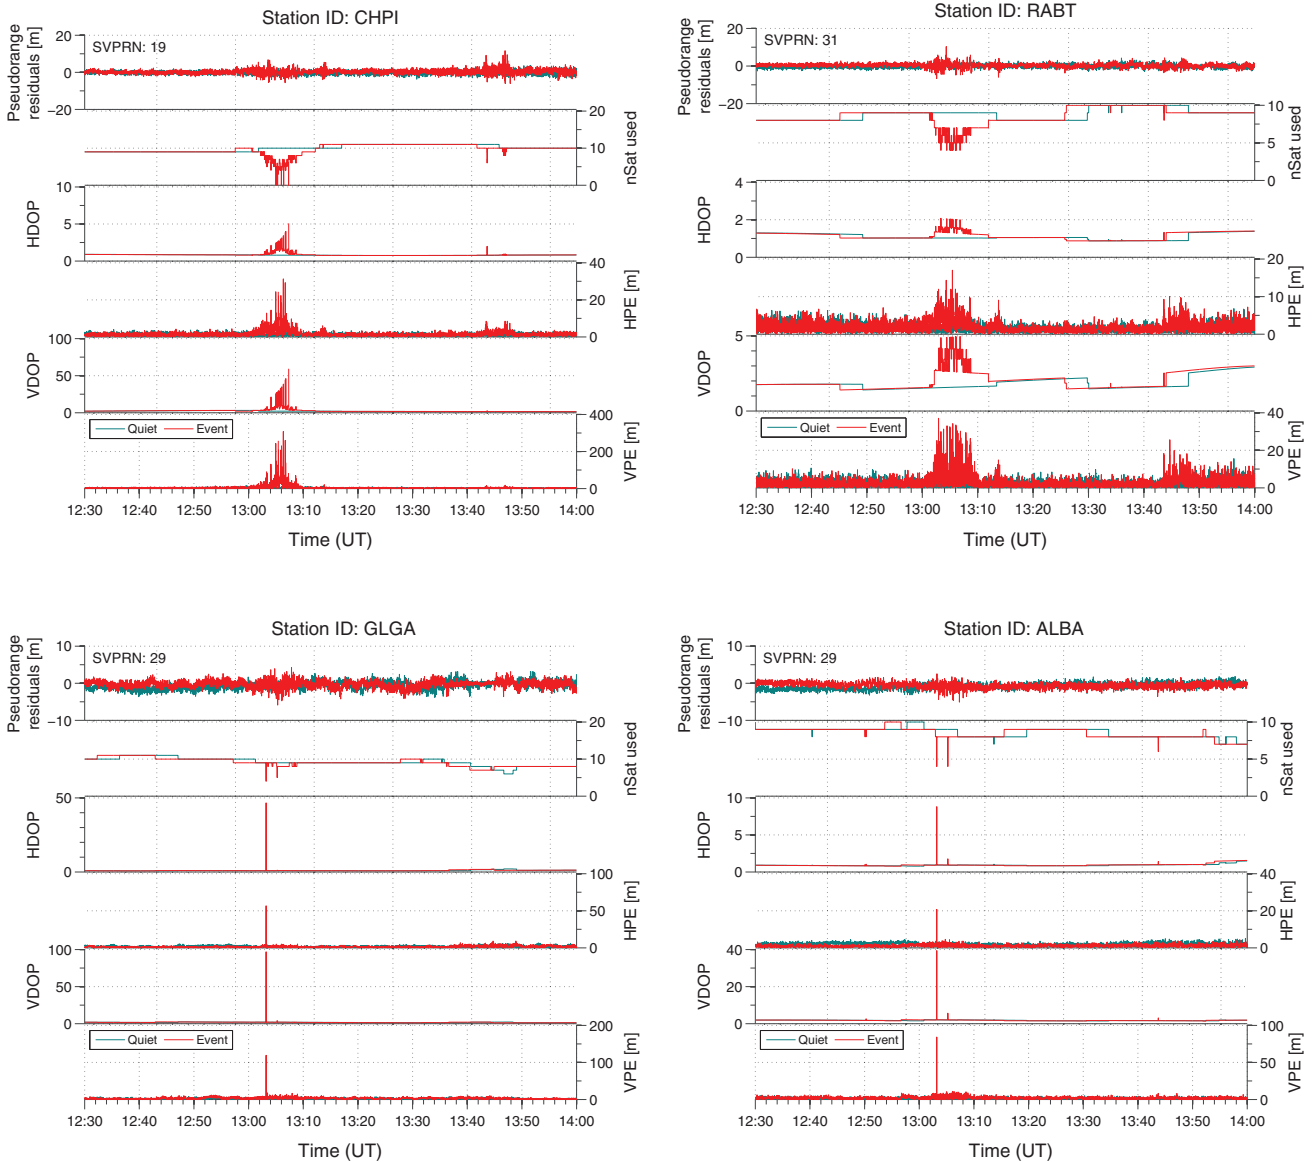 Station ID: CHPI
Pseudorange
residuals [m]
SVPRN: 19
20
0
−20
nSat used
20
10
0
HDOP
10
5
0
HPE [m]
40
20
0
VDOP
100
50
0
VPE [m]
400
200
0
Quiet Event
12:30 12:40 12:50 13:00 13:10 13:20 13:30 13:40 13:50 14:00
Time (UT)
Station ID: RABT
Pseudorange
residuals [m]
SVPRN: 31
20
0
−20
nSat used
10
5
0
HDOP
4
2
0
HPE [m]
20
10
0
VDOP
5
0
VPE [m]
40
20
0
Quiet Event
12:30 12:40 12:50 13:00 13:10 13:20 13:30 13:40 13:50 14:00
Time (UT)
Station ID: GLGA
Pseudorange
residuals [m]
SVPRN: 29
10
0
−10
nSat used
20
10
0
HDOP
50
0
HPE [m]
100
50
0
VDOP
100
50
0
VPE [m]
200
100
0
Quiet Event
12:30 12:40 12:50 13:00 13:10 13:20 13:30 13:40 13:50 14:00
Time (UT)
Station ID: ALBA
Pseudorange
residuals [m]
SVPRN: 29
10
0
−10
nSat used
10
5
0
HDOP
10
5
0
HPE [m]
40
20
0
VDOP
40
20
0
VPE [m]
100
50
0
Quiet Event
12:30 12:40 12:50 13:00 13:10 13:20 13:30 13:40 13:50 14:00
Time (UT)